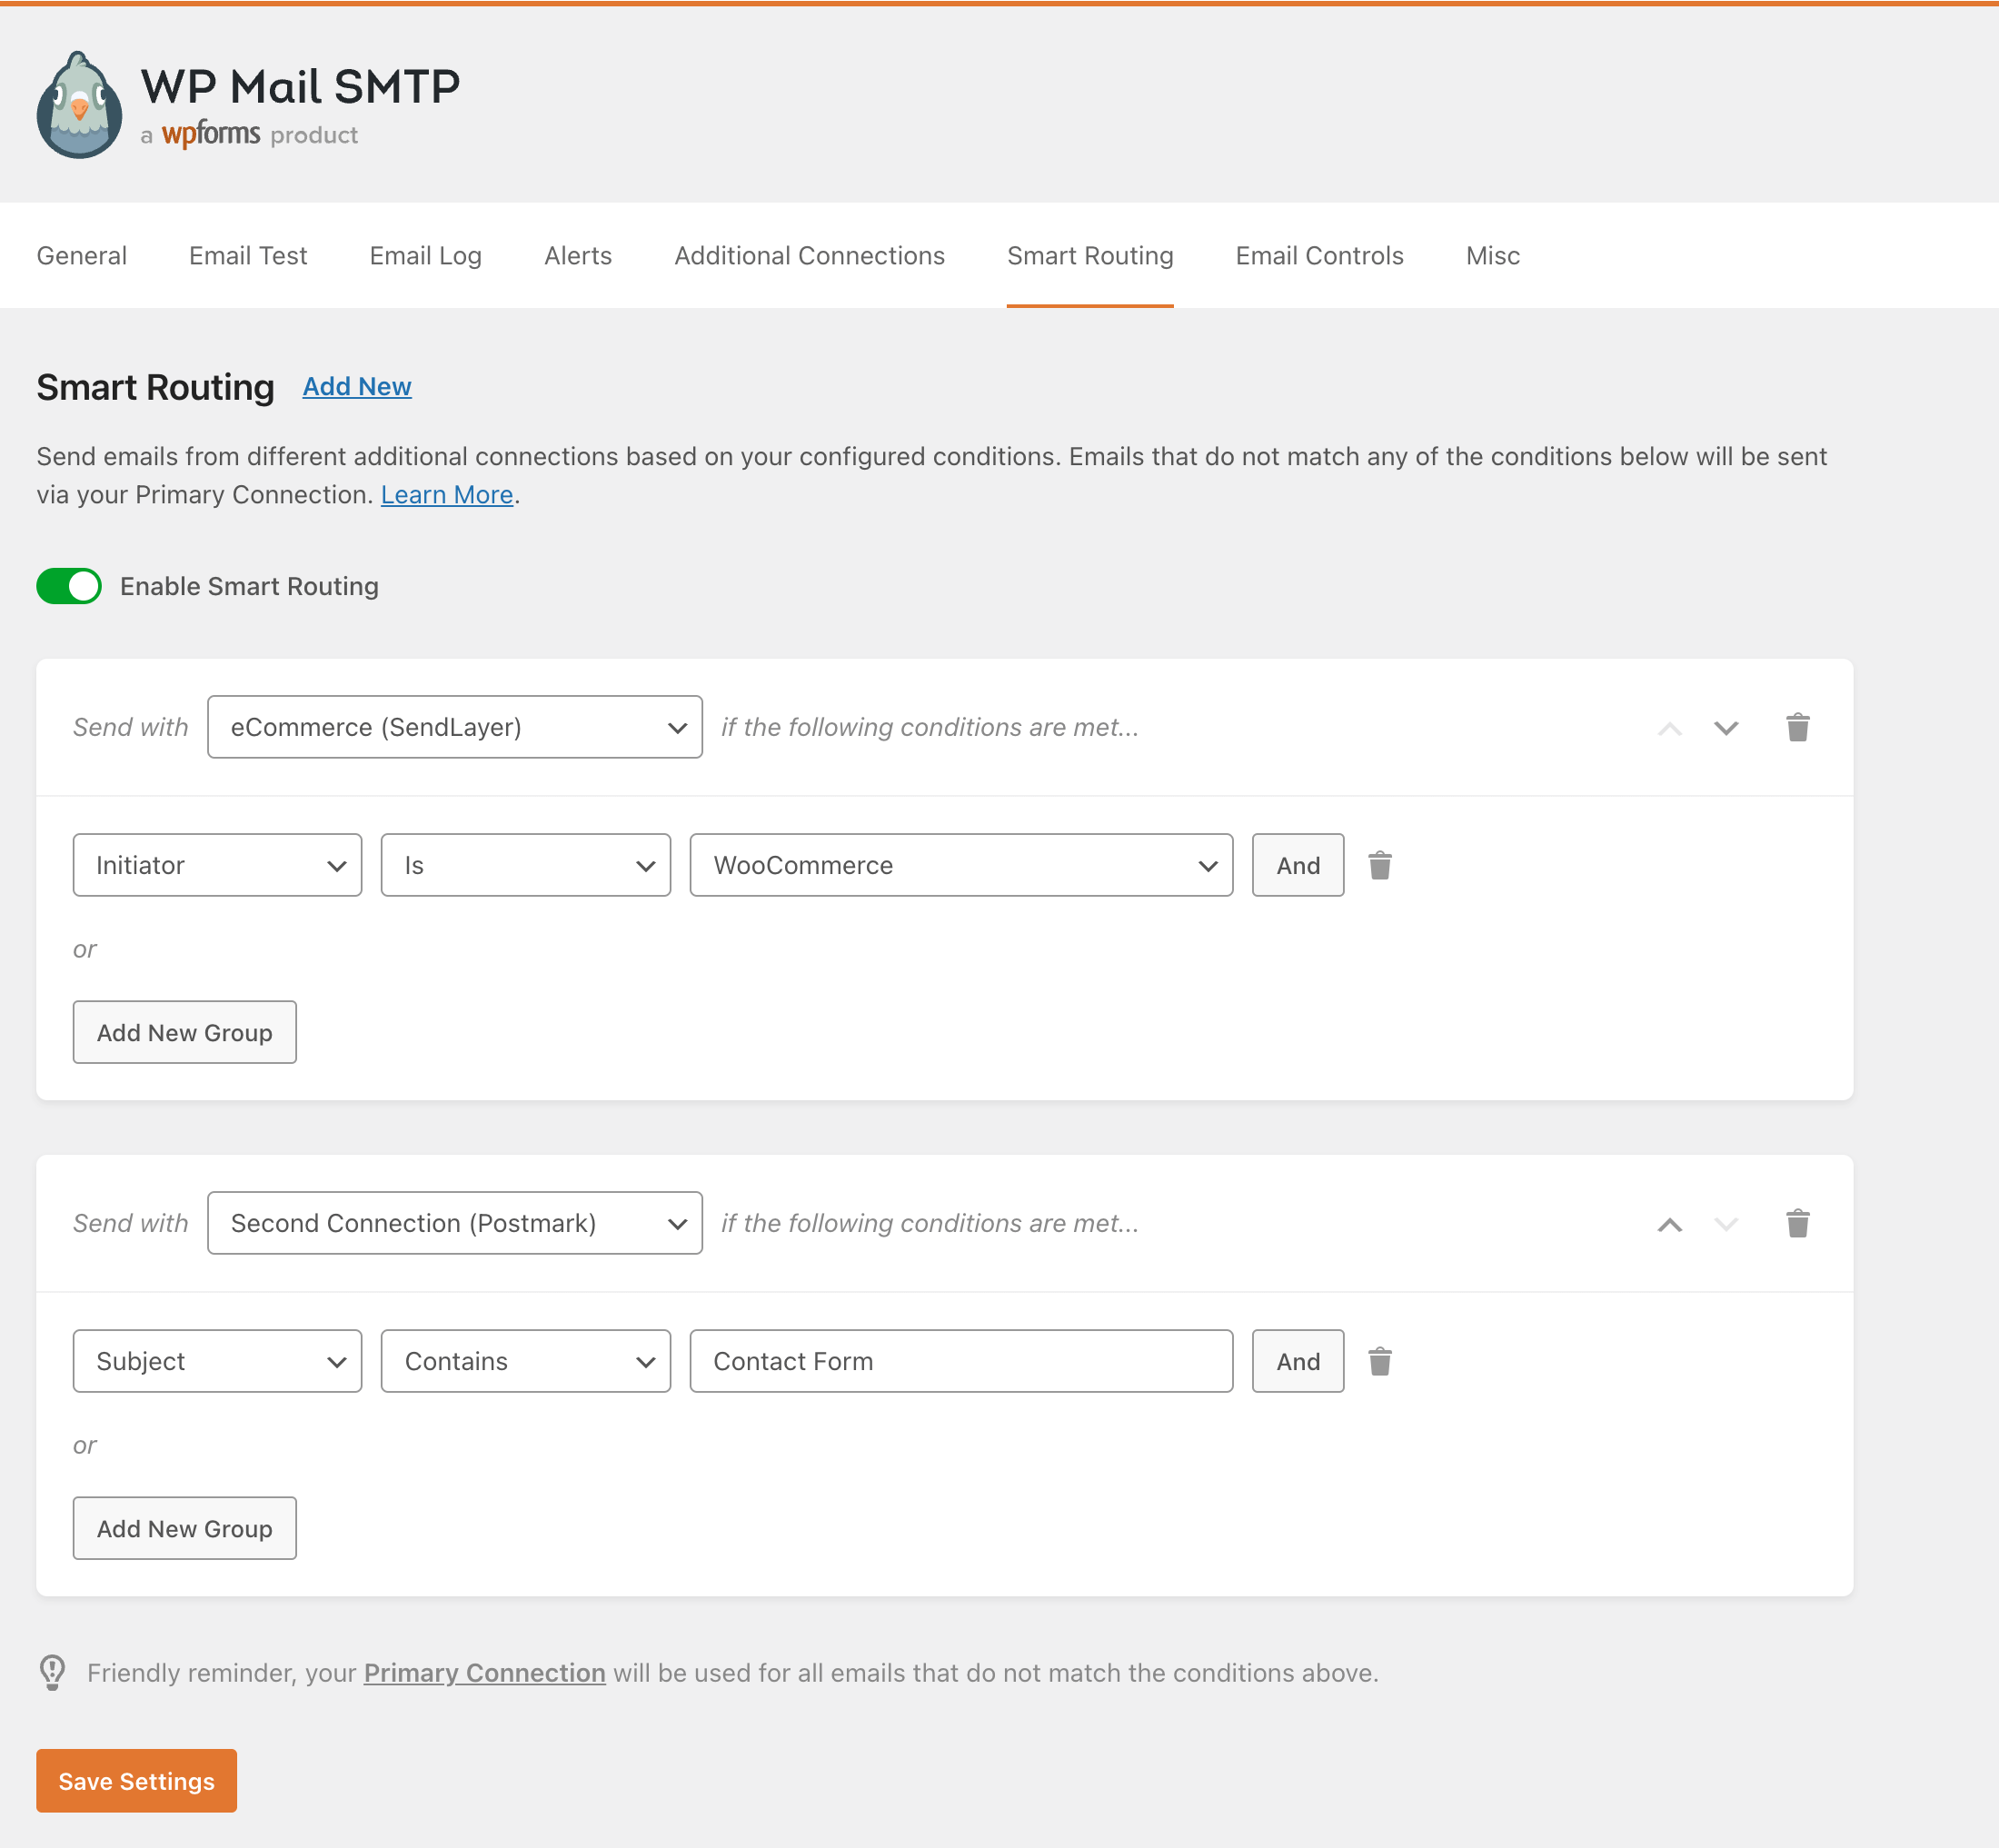 WP Mail SMTP
a wpforms product
General Email Test Email Log Alerts Additional Connections Smart Routing Email Controls Misc
Smart Routing Add New
Send emails from different additional connections based on your configured conditions. Emails that do not match any of the conditions below will be sent
via your Primary Connection. Learn More.
Enable Smart Routing
Send with eCommerce (SendLayer) if the following conditions are met...
Initiator Is WooCommerce And
or
Add New Group
Send with Second Connection (Postmark) if the following conditions are met...
Subject Contains Contact Form And
or
Add New Group
Friendly reminder, your Primary Connection will be used for all emails that do not match the conditions above.
Save Settings